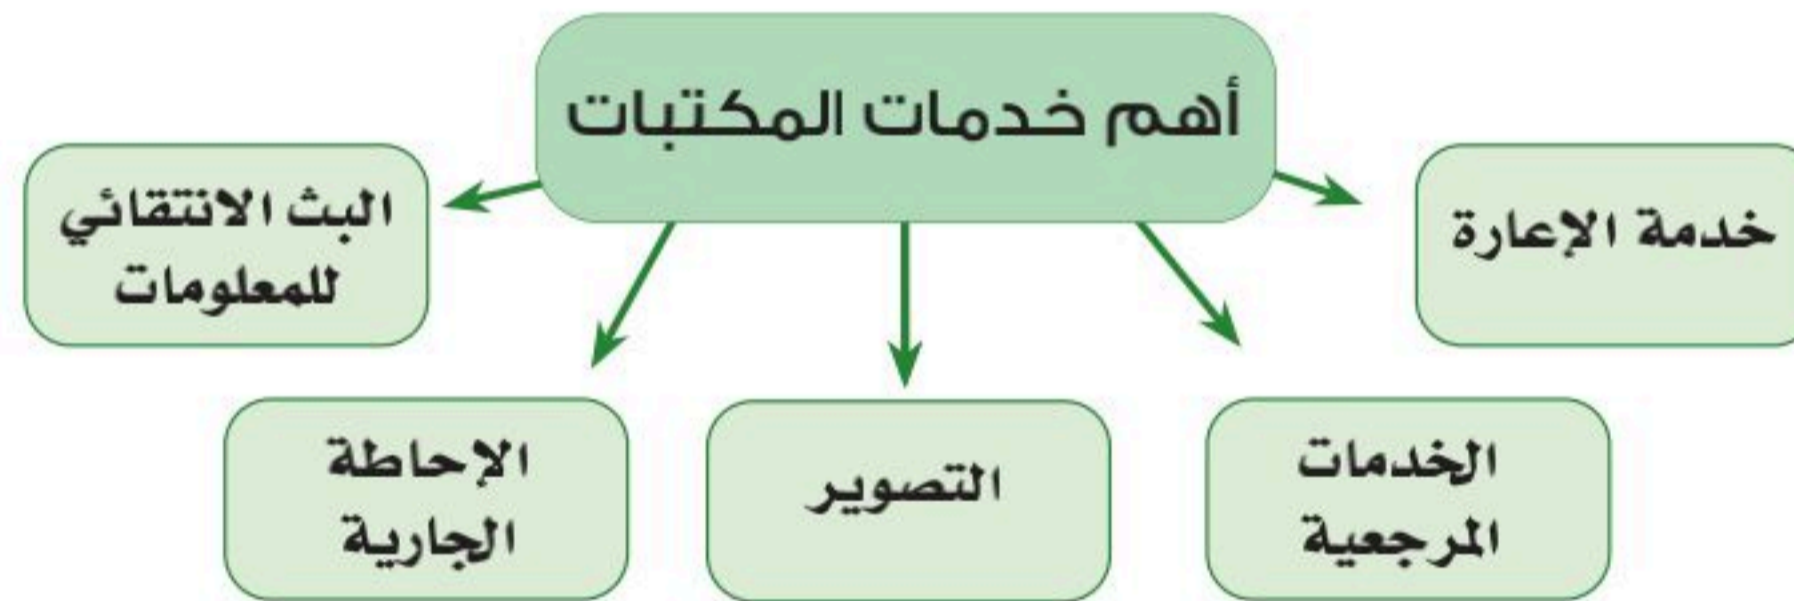 أهم خدمات المكتبات
خدمة الإعارة
الخدمات
المرجعية
التصوير
الإحاطة
الجارية
البث الانتقائي
للمعلومات